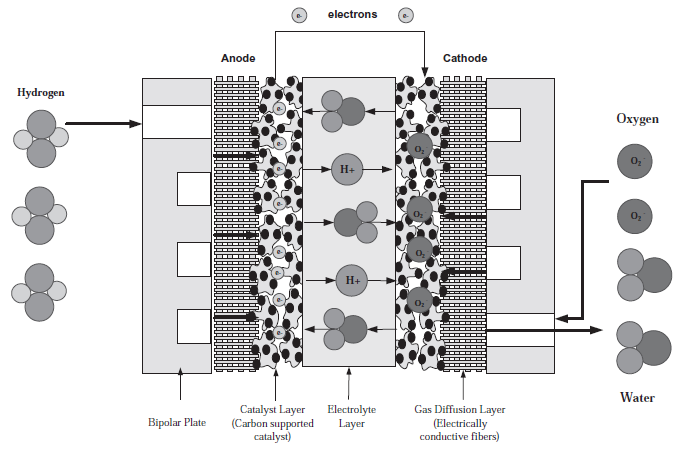 e- electrons e-
Anode
Cathode
Hydrogen
Oxygen
e-
e-
O₂
O₂
e-
H+
e-
O₂
O₂
e-
O₂
e-
H+
e-
O₂
e-
Water
Bipolar Plate
Catalyst Layer
(Carbon supported
catalyst)
Electrolyte
Layer
Gas Diffusion Layer
(Electrically
conductive fibers)